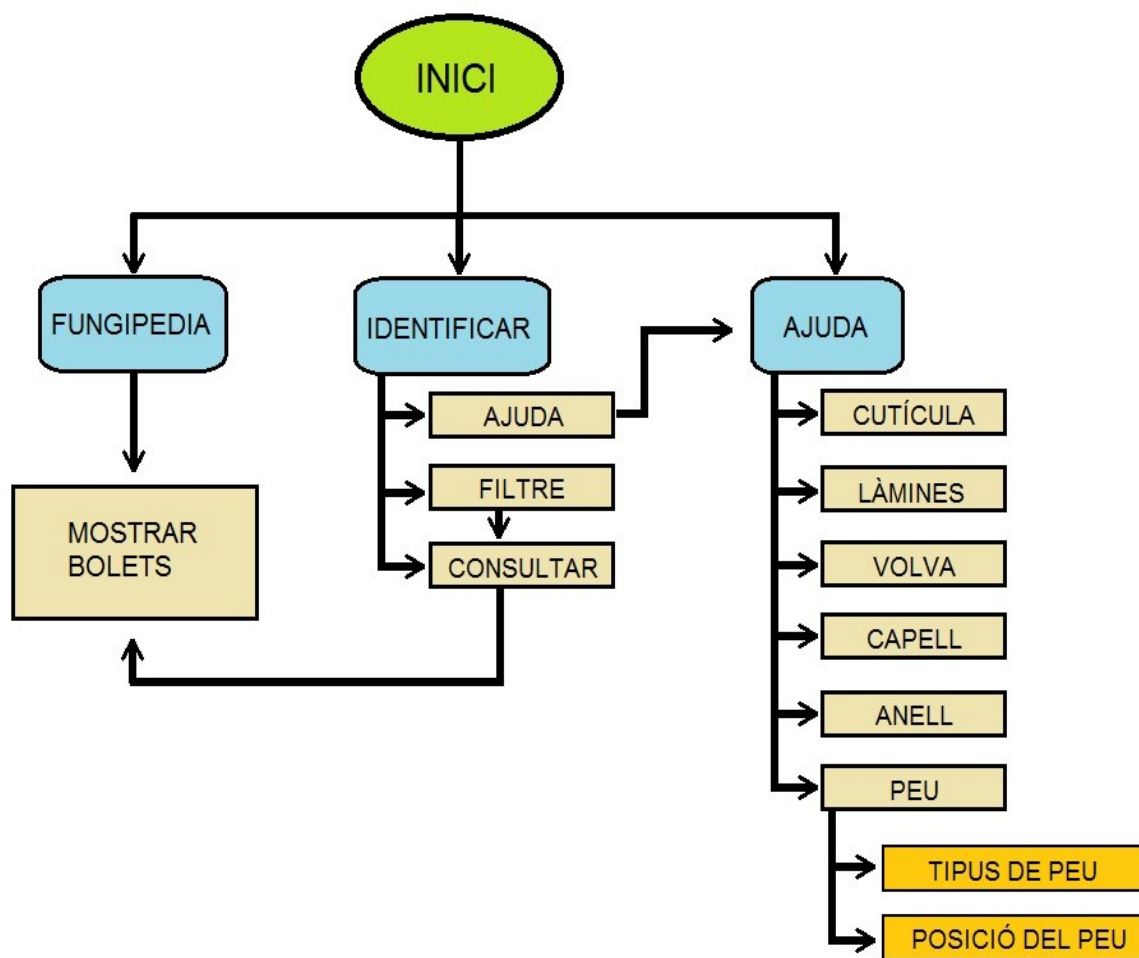 INICI
FUNGIPEDIA
IDENTIFICAR
AJUDA
AJUDA
CUTÍCULA
FILTRE
LÀMINES
MOSTRAR
BOLETS
CONSULTAR
VOLVA
CAPELL
ANELL
PEU
TIPUS DE PEU
POSICIÓ DEL PEU